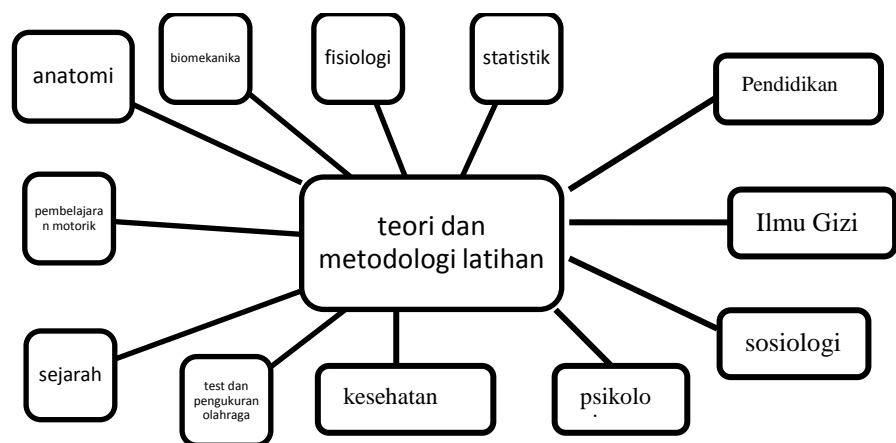 anatomi
biomekanika
fisiologi
statistik
Pendidikan
pembelajara
n motorik
teori dan
metodologi latihan
Ilmu Gizi
sejarah
test dan
pengukuran
olahraga
kesehatan
psikolo
sosiologi